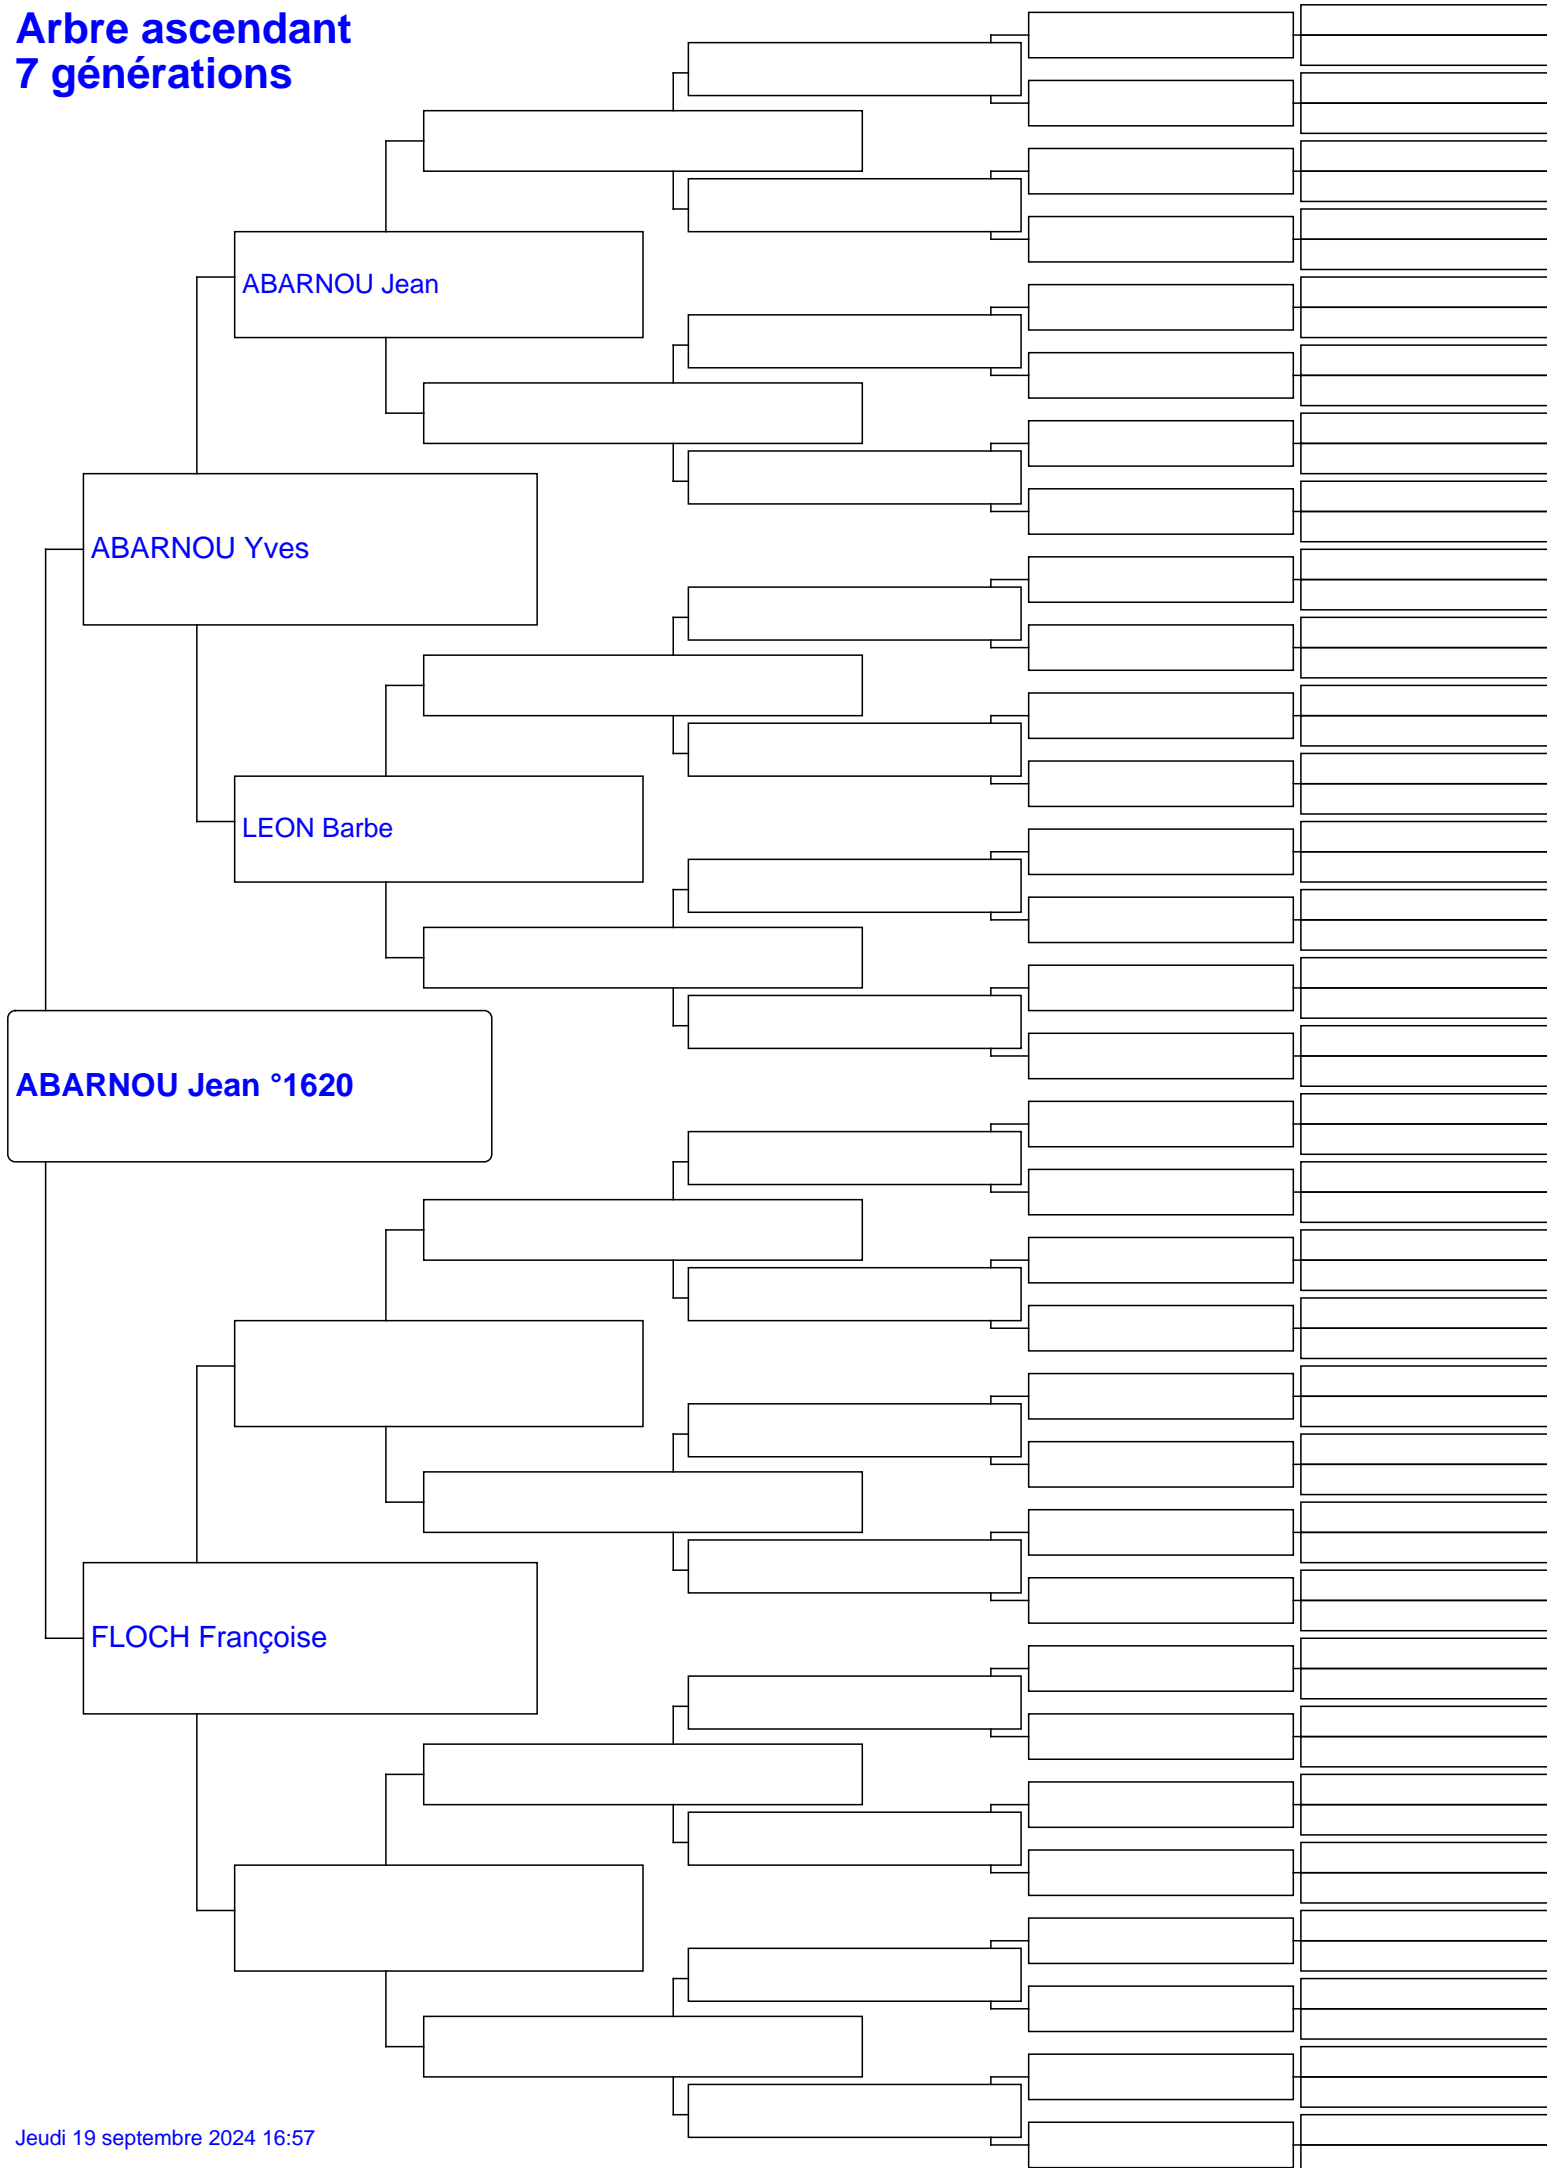 Arbre ascendant
7 générations
ABARNOU Jean
ABARNOU Yves
LEON Barbe
ABARNOU Jean °1620
FLOCH Françoise
Jeudi 19 septembre 2024 16:57